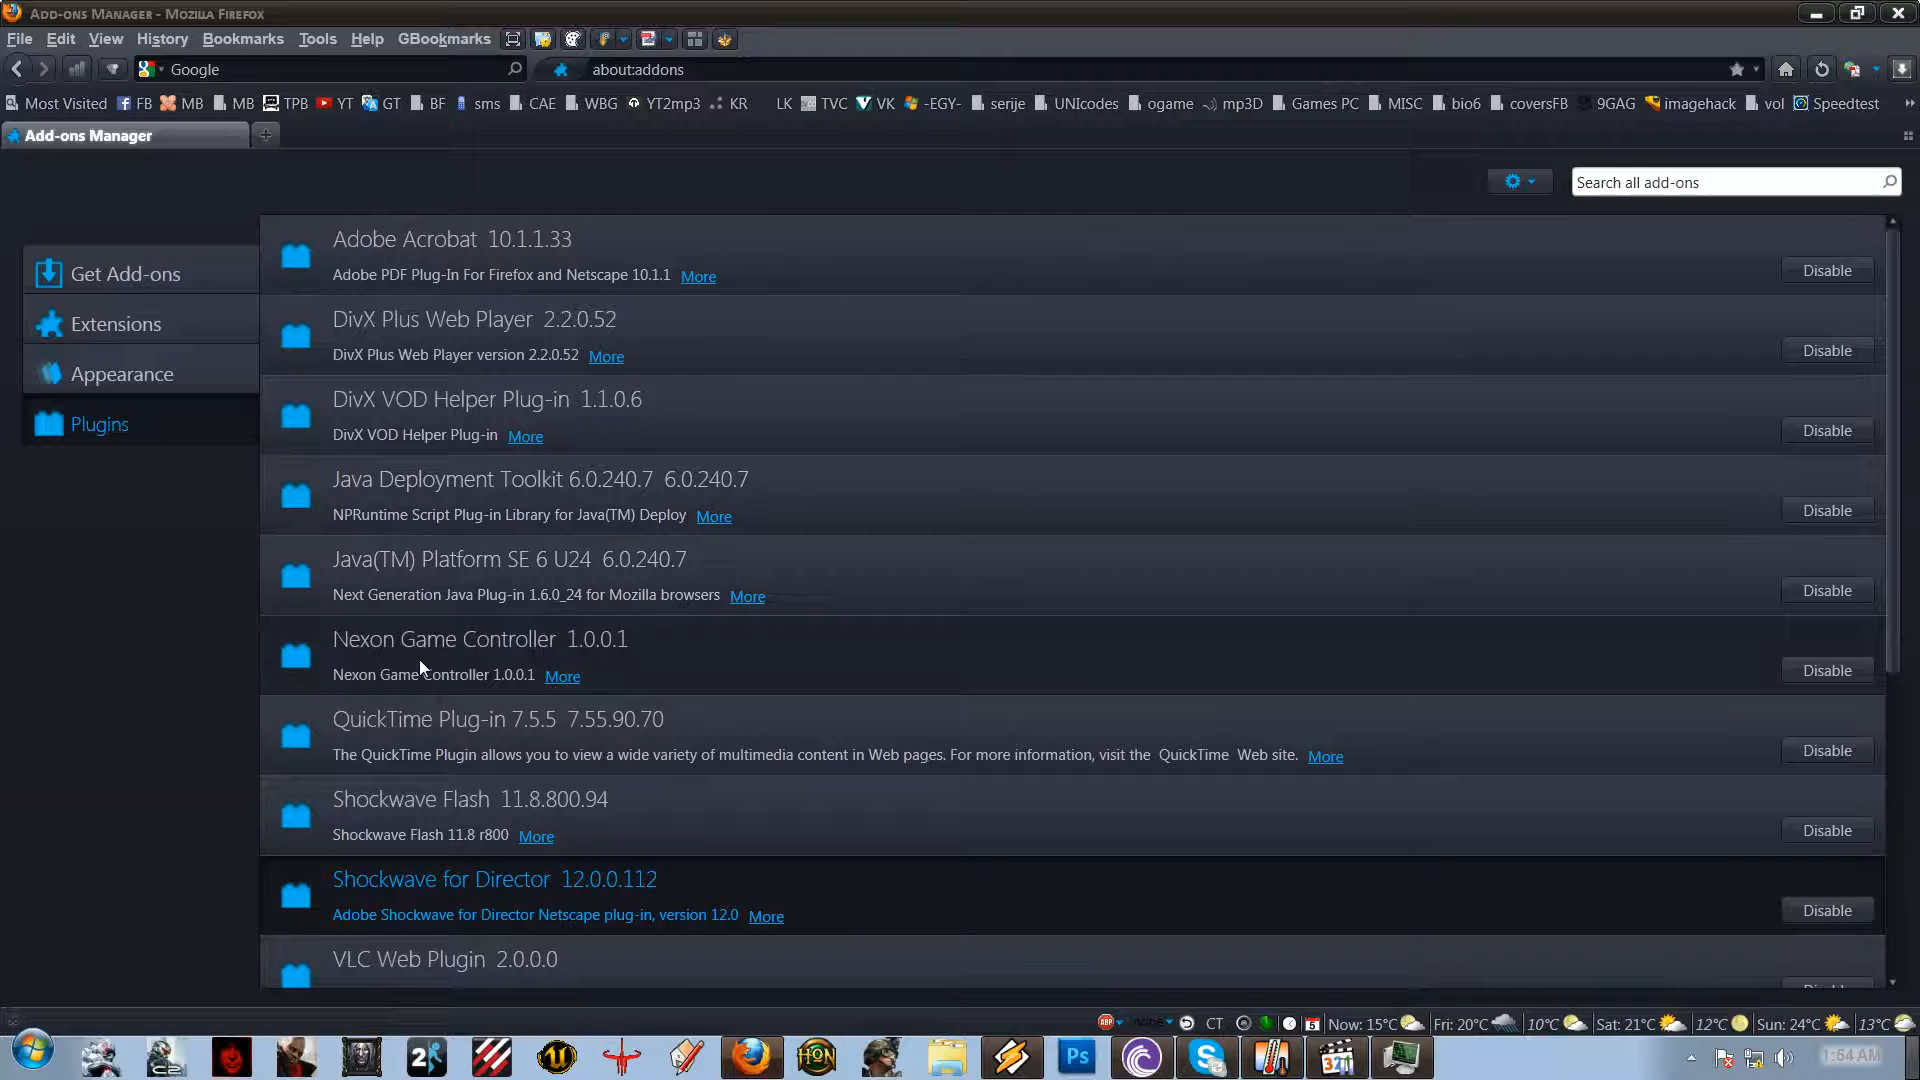 Add-ons Manager - Mozilla Firefox
File Edit View History Bookmarks Tools Help GBookmarks
Google about:addons
Most Visited FB MB MB TPB YT GT BF sms CAE WBG YT2mp3 KR LK TVC VK -EGY- serije UNIcodes ogame mp3D Games PC MISC bio6 coversFB 9GAG imagehack vol Speedtest
Add-ons Manager
Search all add-ons
Get Add-ons
Extensions
Appearance
Plugins
Adobe Acrobat 10.1.1.33
Adobe PDF Plug-In For Firefox and Netscape 10.1.1 More
Disable
DivX Plus Web Player 2.2.0.52
DivX Plus Web Player version 2.2.0.52 More
Disable
DivX VOD Helper Plug-in 1.1.0.6
DivX VOD Helper Plug-in More
Disable
Java Deployment Toolkit 6.0.240.7 6.0.240.7
NPRuntime Script Plug-in Library for Java(TM) Deploy More
Disable
Java(TM) Platform SE 6 U24 6.0.240.7
Next Generation Java Plug-in 1.6.0_24 for Mozilla browsers More
Disable
Nexon Game Controller 1.0.0.1
Nexon Game Controller 1.0.0.1 More
Disable
QuickTime Plug-in 7.5.5 7.55.90.70
The QuickTime Plugin allows you to view a wide variety of multimedia content in Web pages. For more information, visit the QuickTime Web site. More
Disable
Shockwave Flash 11.8.800.94
Shockwave Flash 11.8 r800 More
Disable
Shockwave for Director 12.0.0.112
Adobe Shockwave for Director Netscape plug-in, version 12.0 More
Disable
VLC Web Plugin 2.0.0.0
ABP CT 5 Now: 15°C Fri: 20°C 10°C Sat: 21°C 12°C Sun: 24°C 13°C
C2 2 U HON Ps S 321 1:54 AM